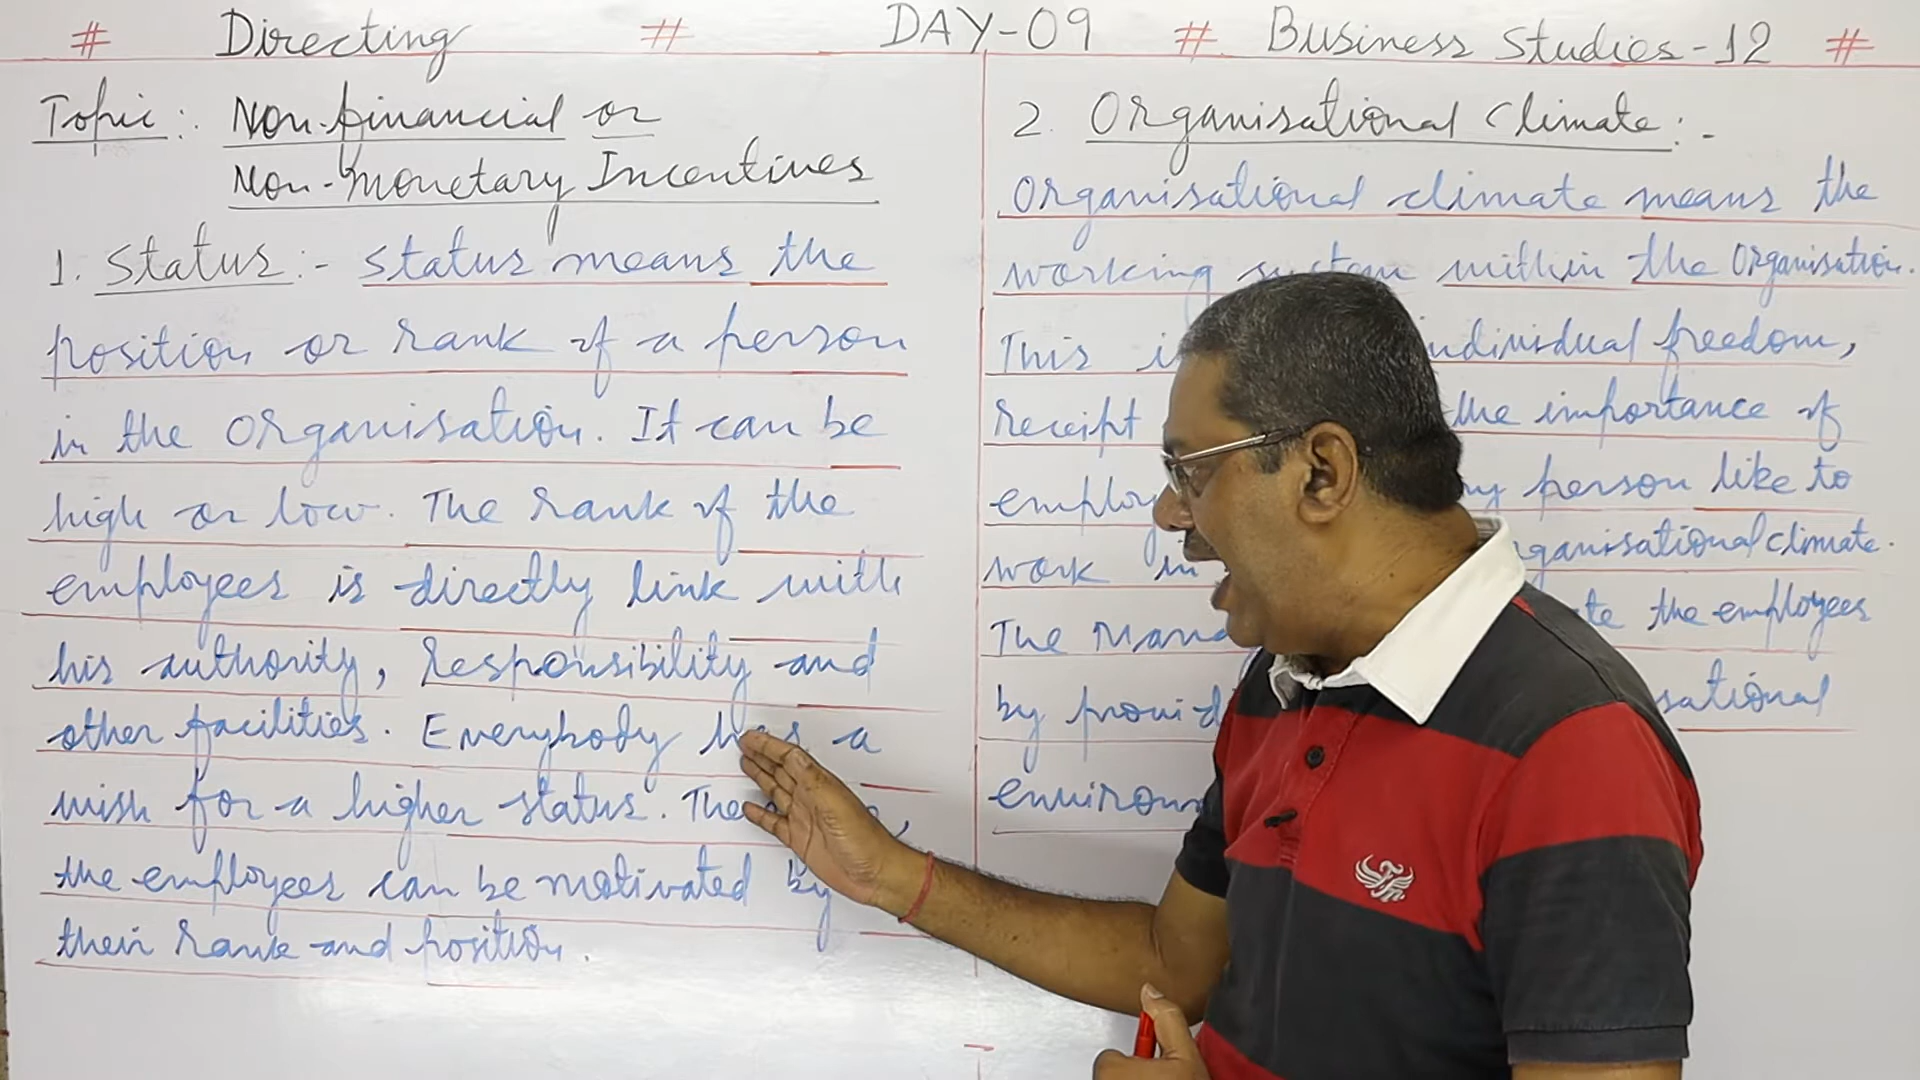 # Directing # DAY-09 # Business Studies-12 #
Topic:- Non-financial or
Non-Monetary Incentives
1. Status:- Status means the
position or rank of a person
in the Organisation. It can be
high or low. The rank of the
employees is directly link with
his authority, Responsibility and
other facilities. Everybody has a
wish for a higher status.
the employees can be motivated by
their rank and position.
2. Organisational Climate:-
Organisational climate means the
working system within the Organisation.
This individual freedom,
receipt the importance of
person like to
work in climate.
The the employees
by